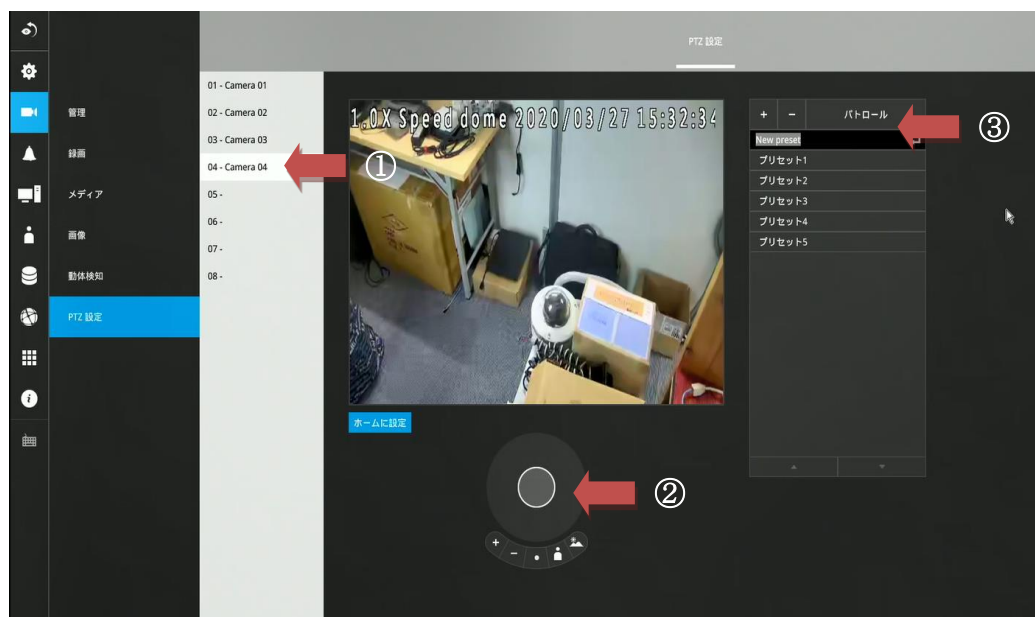 PTZ 設定
管理
録画
メディア
画像
動体検知
PTZ 設定
01 - Camera 01
02 - Camera 02
03 - Camera 03
04 - Camera 04
05 -
06 -
07 -
08 -
①
1.0X Speed dome 2020/03/27 15:32:34
ホームに設定
②
+ - パトロール
③
New preset
プリセット1
プリセット2
プリセット3
プリセット4
プリセット5